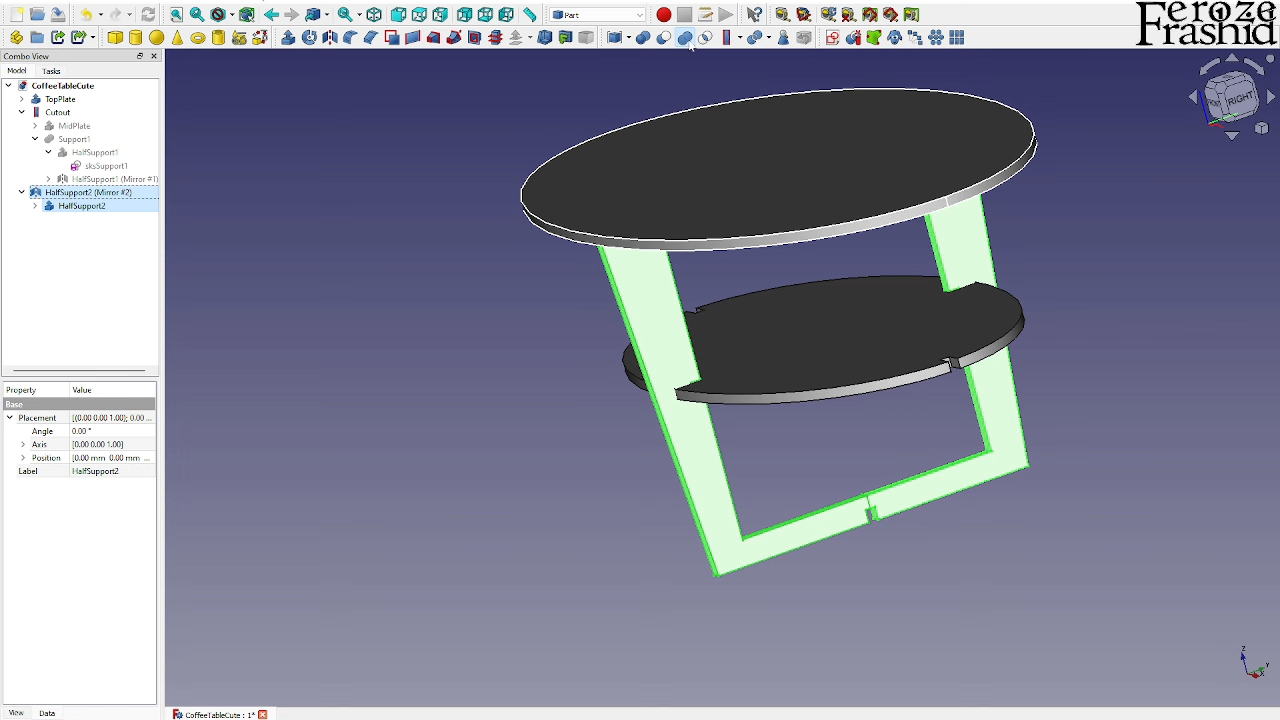 Feroze
Frashid
Part
Combo View
Model Tasks
CoffeeTableCute
TopPlate
Cutout
MidPlate
Support1
HalfSupport1
sksSupport1
HalfSupport1 (Mirror #1)
HalfSupport2 (Mirror #2)
HalfSupport2
RIGHT
Property Value
Base
Placement [(0.00 0.00 1.00); 0.00 ...
Angle 0.00 °
Axis [0.00 0.00 1.00]
Position [0.00 mm 0.00 mm ...
Label HalfSupport2
Z
Y
X
View Data
CoffeeTableCute : 1*